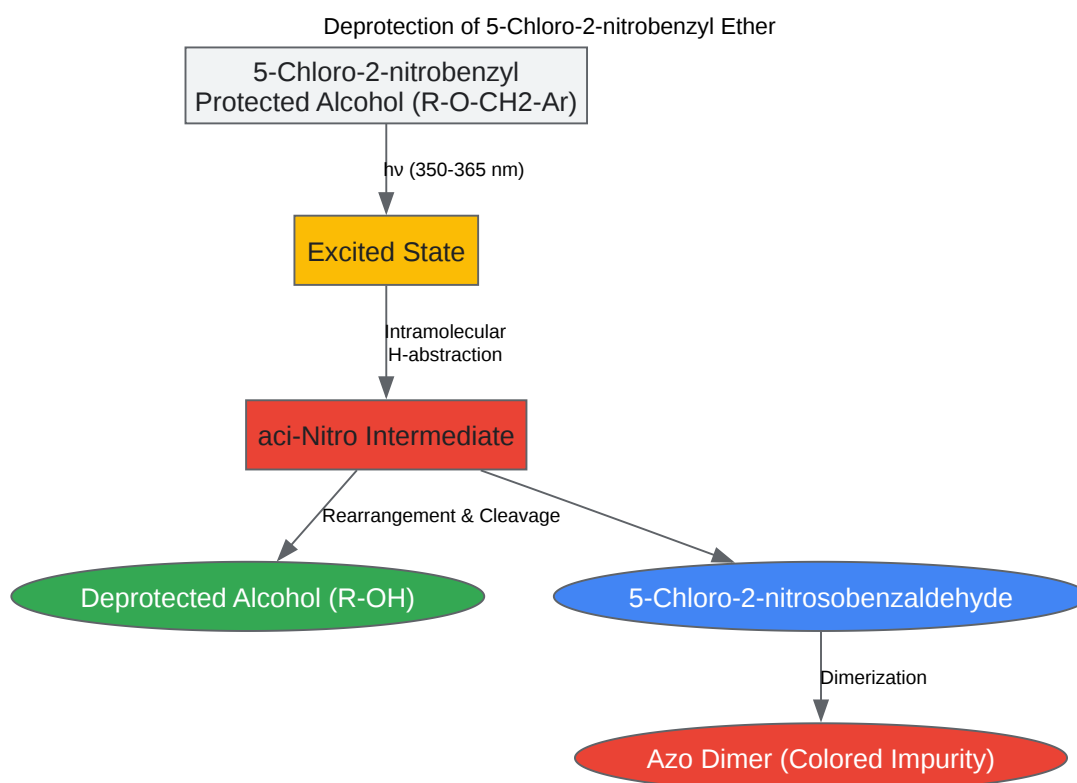 Deprotection of 5-Chloro-2-nitrobenzyl Ether
5-Chloro-2-nitrobenzyl
Protected Alcohol (R-O-CH2-Ar)
hν (350-365 nm)
Excited State
Intramolecular
H-abstraction
aci-Nitro Intermediate
Rearrangement & Cleavage
Deprotected Alcohol (R-OH)
5-Chloro-2-nitrosobenzaldehyde
Dimerization
Azo Dimer (Colored Impurity)